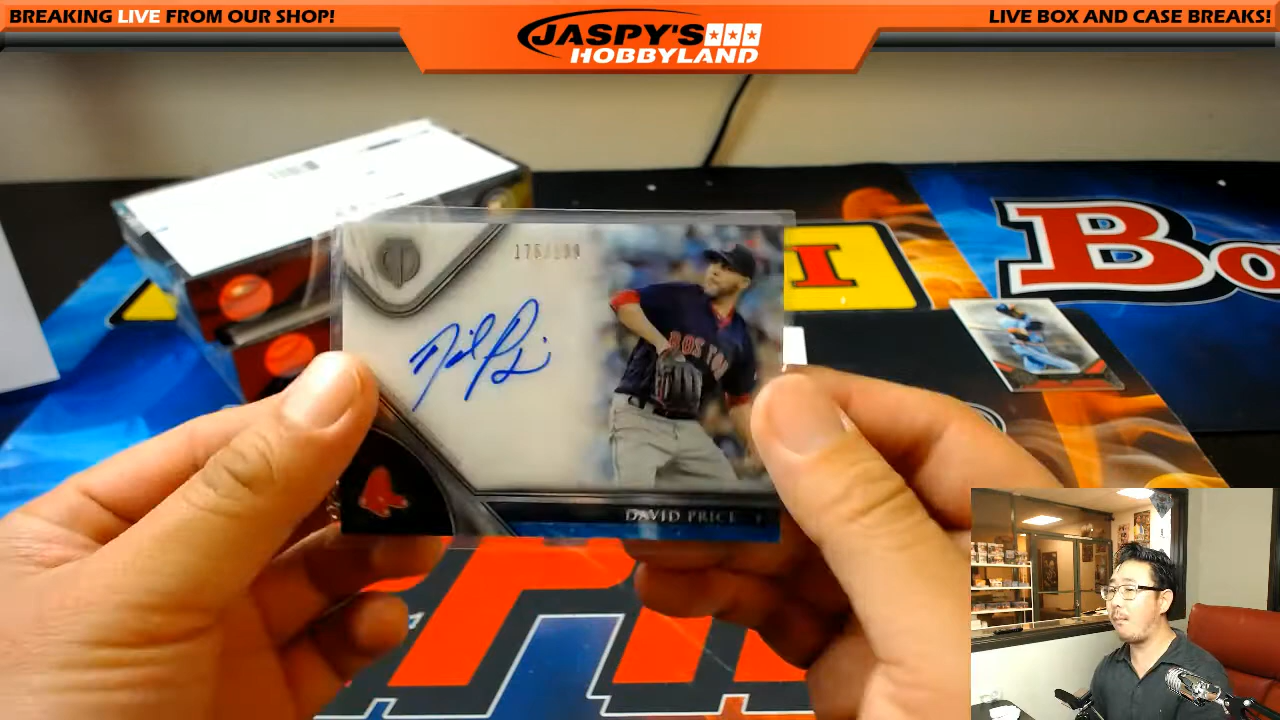 BREAKING LIVE FROM OUR SHOP!
JASPY'S
HOBBYLAND
LIVE BOX AND CASE BREAKS!
BOSTON
DAVID PRICE